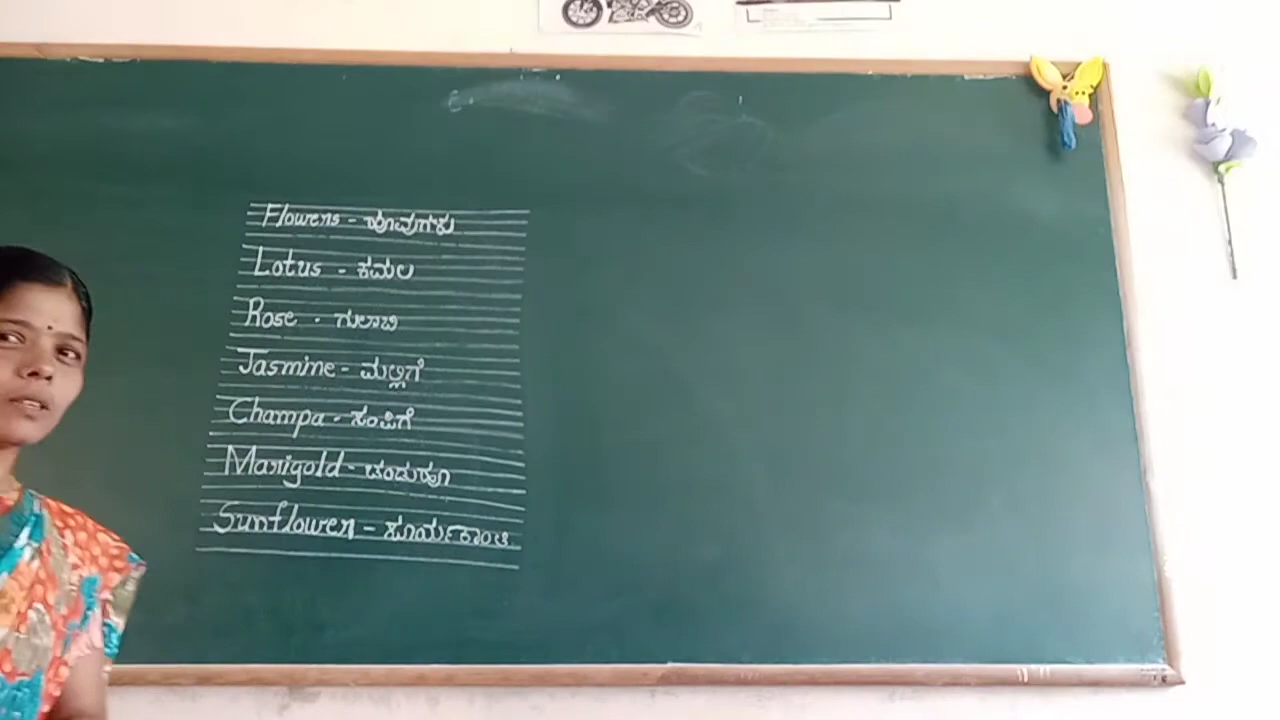 Flowers - ಹೂವುಗಳು
Lotus - ಕಮಲ
Rose - ಗುಲಾಬಿ
Jasmine - ಮಲ್ಲಿಗೆ
Champa - ಸಂಪಿಗೆ
Marigold - ಚಂಡುಹೂ
Sunflower - ಸೂರ್ಯಕಾಂತಿ